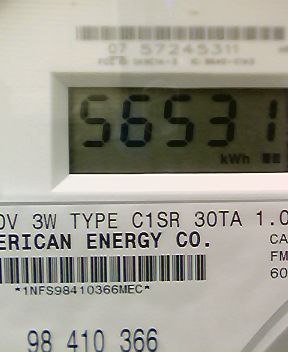 07 57245311
56531
kWh
0V 3W TYPE C1SR 30TA 1.0
ERICAN ENERGY CO.
CA
FM
60
*1NFS98410366MEC*
98 410 366